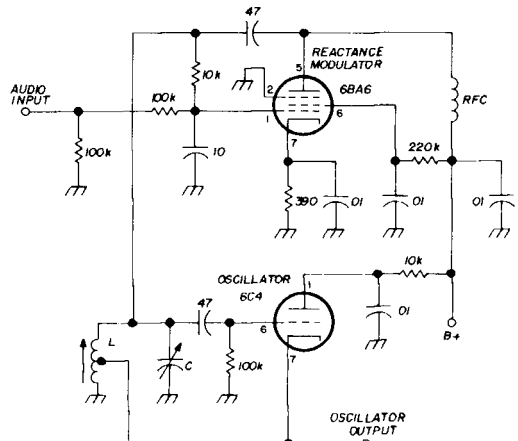 47
REACTANCE
MODULATOR
5
6BA6
10k
2
AUDIO
INPUT
100k
1
6
RFC
7
220k
100k
10
390
01
01
01
OSCILLATOR
6C4
1
10k
47
6
01
B+
L
C
100k
7
OSCILLATOR
OUTPUT